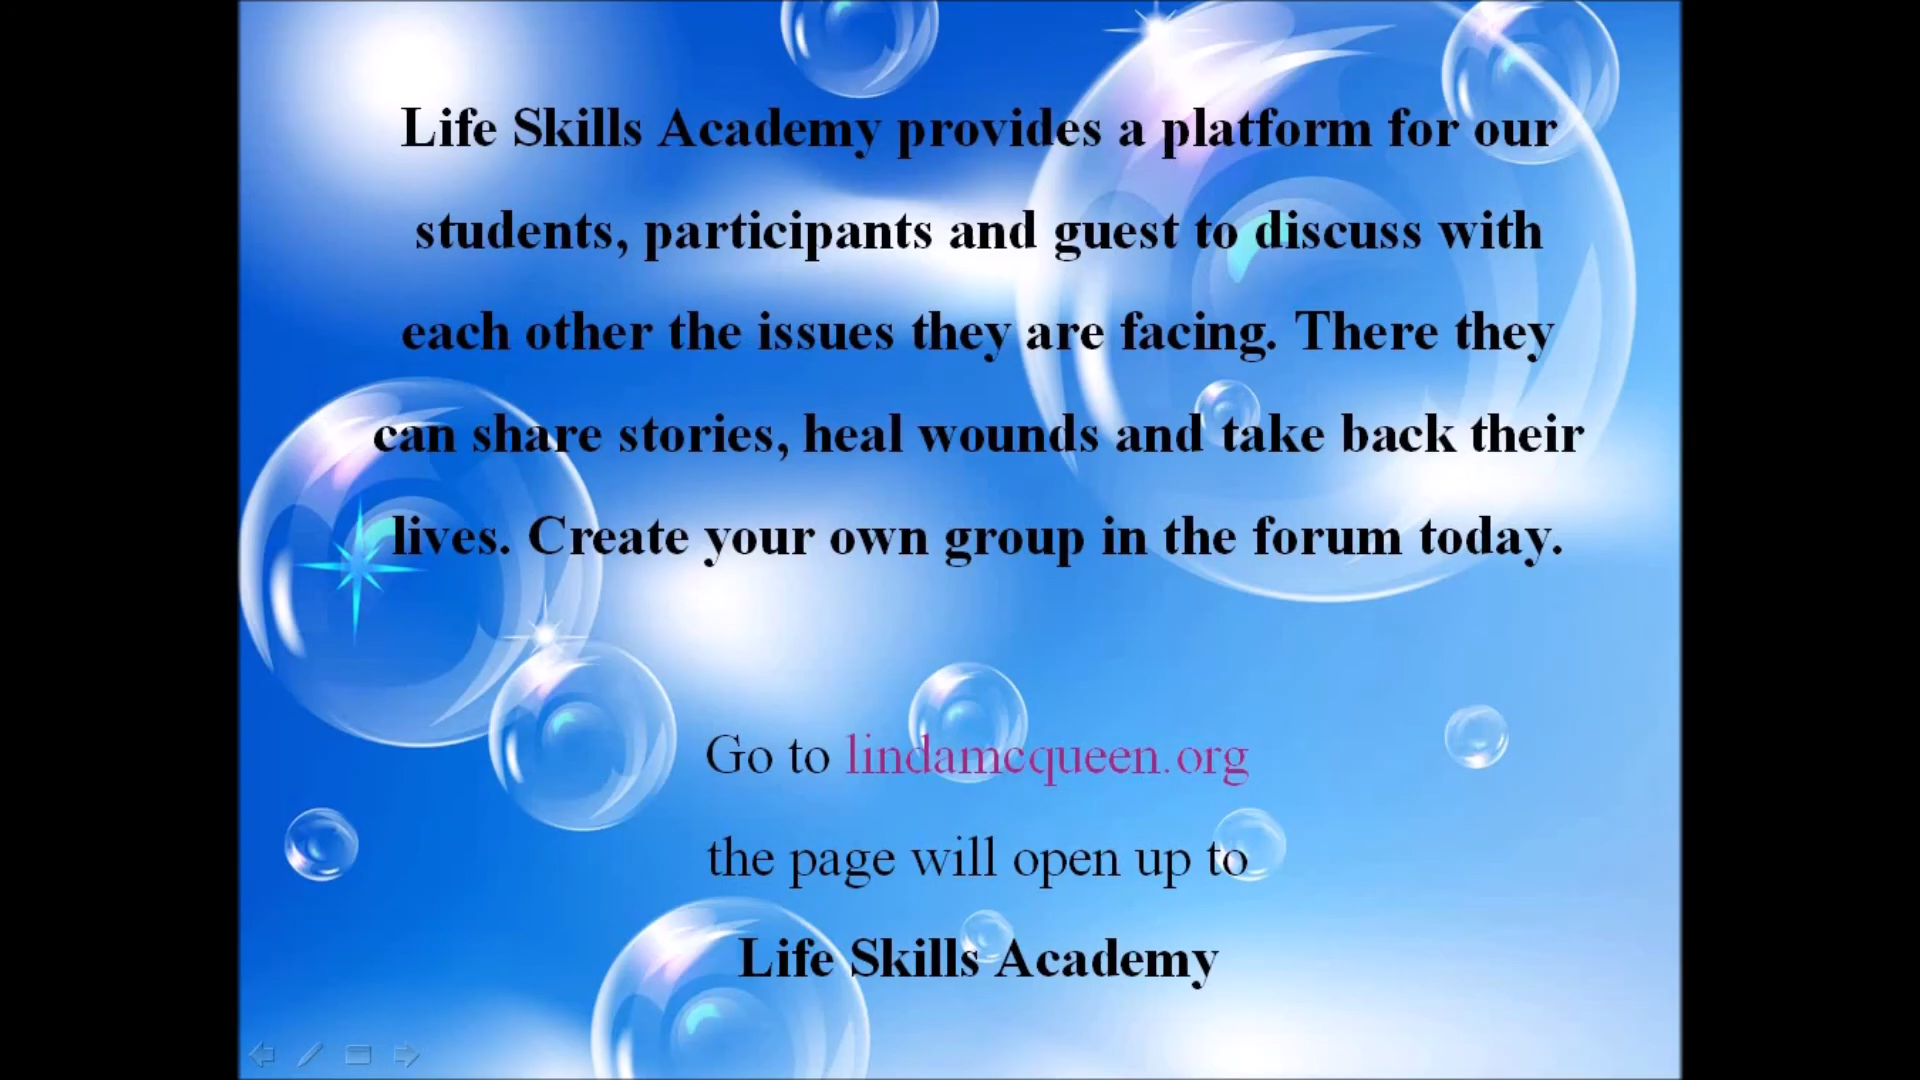 Life Skills Academy provides a platform for our
students, participants and guest to discuss with
each other the issues they are facing. There they
can share stories, heal wounds and take back their
lives. Create your own group in the forum today.
Go to lindamcqueen.org
the page will open up to
Life Skills Academy